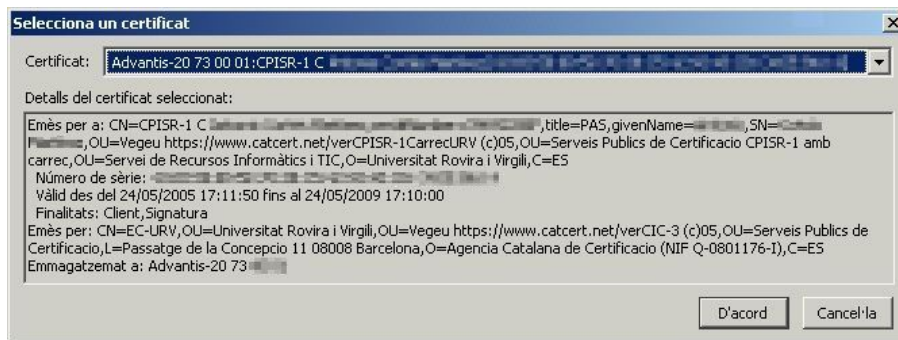 Selecciona un certificat
Certificat: Advantis-20 73 00 01:CPISR-1 C
Detalls del certificat seleccionat:
Emès per a: CN=CPISR-1 C ,title=PAS,givenName= ,SN=
,OU=Vegeu https://www.catcert.net/verCPISR-1CarrecURV (c)05,OU=Serveis Publics de Certificacio CPISR-1 amb
carrec,OU=Servei de Recursos Informàtics i TIC,O=Universitat Rovira i Virgili,C=ES
Número de sèrie:
Vàlid des del 24/05/2005 17:11:50 fins al 24/05/2009 17:10:00
Finalitats: Client,Signatura
Emès per: CN=EC-URV,OU=Universitat Rovira i Virgili,OU=Vegeu https://www.catcert.net/verCIC-3 (c)05,OU=Serveis Publics de
Certificacio,L=Passatge de la Concepcio 11 08008 Barcelona,O=Agencia Catalana de Certificacio (NIF Q-0801176-I),C=ES
Emmagatzemat a: Advantis-20 73
D'acord Cancel·la